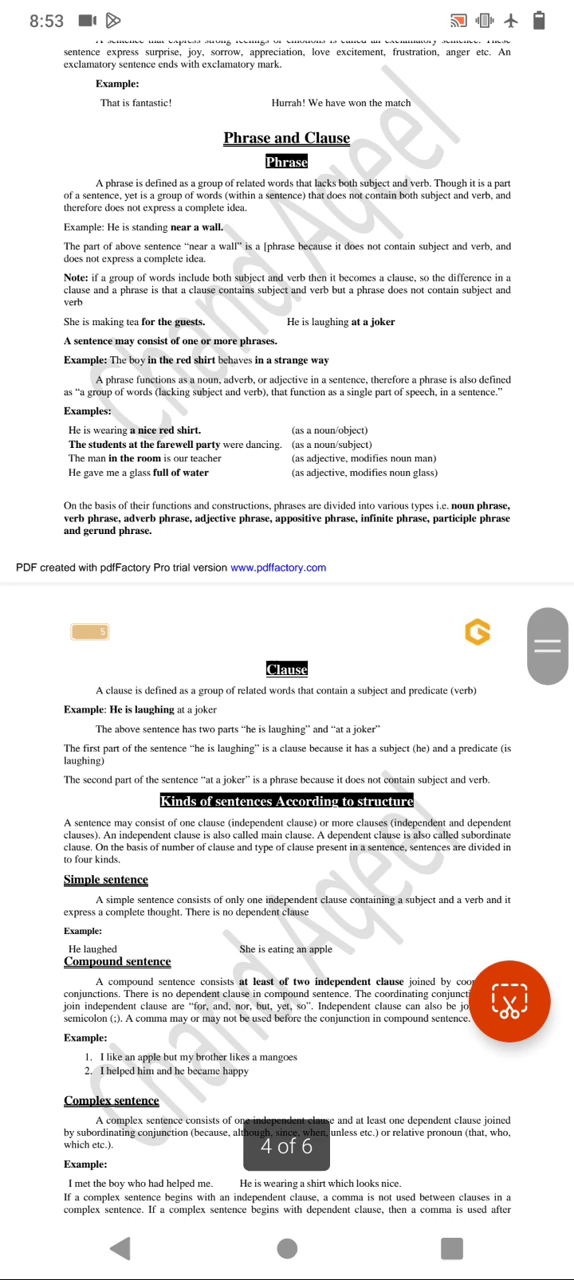 8:53
sentence express surprise, joy, sorrow, appreciation, love excitement, frustration, anger etc. An
exclamatory sentence ends with exclamatory mark.
Example:
That is fantastic! Hurrah! We have won the match
Phrase and Clause
Phrase
A phrase is defined as a group of related words that lacks both subject and verb. Though it is a part
of a sentence, yet is a group of words (within a sentence) that does not contain both subject and verb, and
therefore does not express a complete idea.
Example: He is standing near a wall.
The part of above sentence “near a wall” is a [phrase because it does not contain subject and verb, and
does not express a complete idea.
Note: if a group of words include both subject and verb then it becomes a clause, so the difference in a
clause and a phrase is that a clause contains subject and verb but a phrase does not contain subject and
verb
She is making tea for the guests. He is laughing at a joker
A sentence may consist of one or more phrases.
Example: The boy in the red shirt behaves in a strange way
A phrase functions as a noun, adverb, or adjective in a sentence, therefore a phrase is also defined
as “a group of words (lacking subject and verb), that function as a single part of speech, in a sentence.”
Examples:
He is wearing a nice red shirt. (as a noun/object)
The students at the farewell party were dancing. (as a noun/subject)
The man in the room is our teacher (as adjective, modifies noun man)
He gave me a glass full of water (as adjective, modifies noun glass)
On the basis of their functions and constructions, phrases are divided into various types i.e. noun phrase,
verb phrase, adverb phrase, adjective phrase, appositive phrase, infinite phrase, participle phrase
and gerund phrase.
Chand Aqeel
PDF created with pdfFactory Pro trial version www.pdffactory.com
5
Clause
A clause is defined as a group of related words that contain a subject and predicate (verb)
Example: He is laughing at a joker
The above sentence has two parts “he is laughing” and “at a joker”
The first part of the sentence “he is laughing” is a clause because it has a subject (he) and a predicate (is
laughing)
The second part of the sentence “at a joker” is a phrase because it does not contain subject and verb.
Kinds of sentences According to structure
A sentence may consist of one clause (independent clause) or more clauses (independent and dependent
clauses). An independent clause is also called main clause. A dependent clause is also called subordinate
clause. On the basis of number of clause and type of clause present in a sentence, sentences are divided in
to four kinds.
Simple sentence
A simple sentence consists of only one independent clause containing a subject and a verb and it
express a complete thought. There is no dependent clause
Example:
He laughed She is eating an apple
Compound sentence
A compound sentence consists at least of two independent clause joined by
conjunctions. There is no dependent clause in compound sentence. The coordinating
join independent clause are “for, and, nor, but, yet, so”. Independent clause can also be
semicolon (;). A comma may or may not be used before the conjunction in compound sentence.
Example:
1. I like an apple but my brother likes a mangoes
2. I helped him and he became happy
Complex sentence
A complex sentence consists of one independent clause and at least one dependent clause joined
by subordinating conjunction (because, although, since, when, unless etc.) or relative pronoun (that, who,
which etc.).
4 of 6
Example:
I met the boy who had helped me. He is wearing a shirt which looks nice.
If a complex sentence begins with an independent clause, a comma is not used between clauses in a
complex sentence. If a complex sentence begins with dependent clause, then a comma is used after
Chand Aqeel